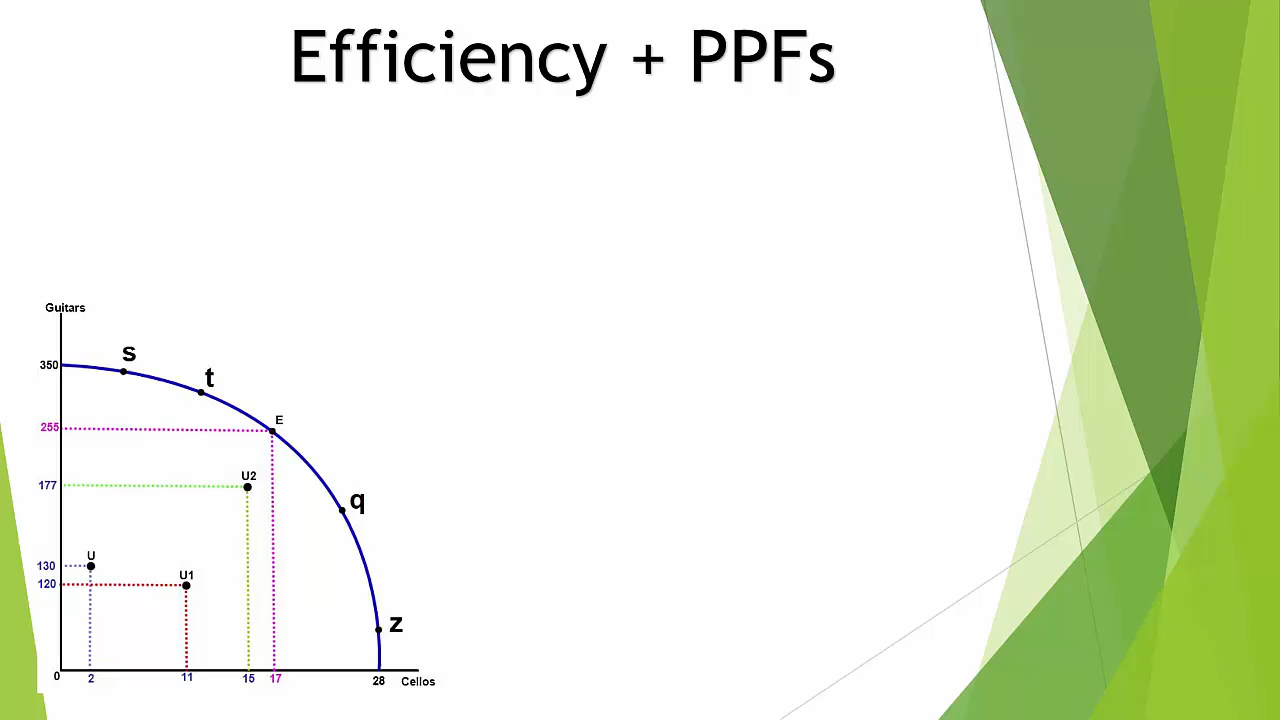 Efficiency + PPFs
Guitars
s
350
t
E
255
U2
177
q
U
130
U1
120
z
0
2
11
15
17
28
Cellos